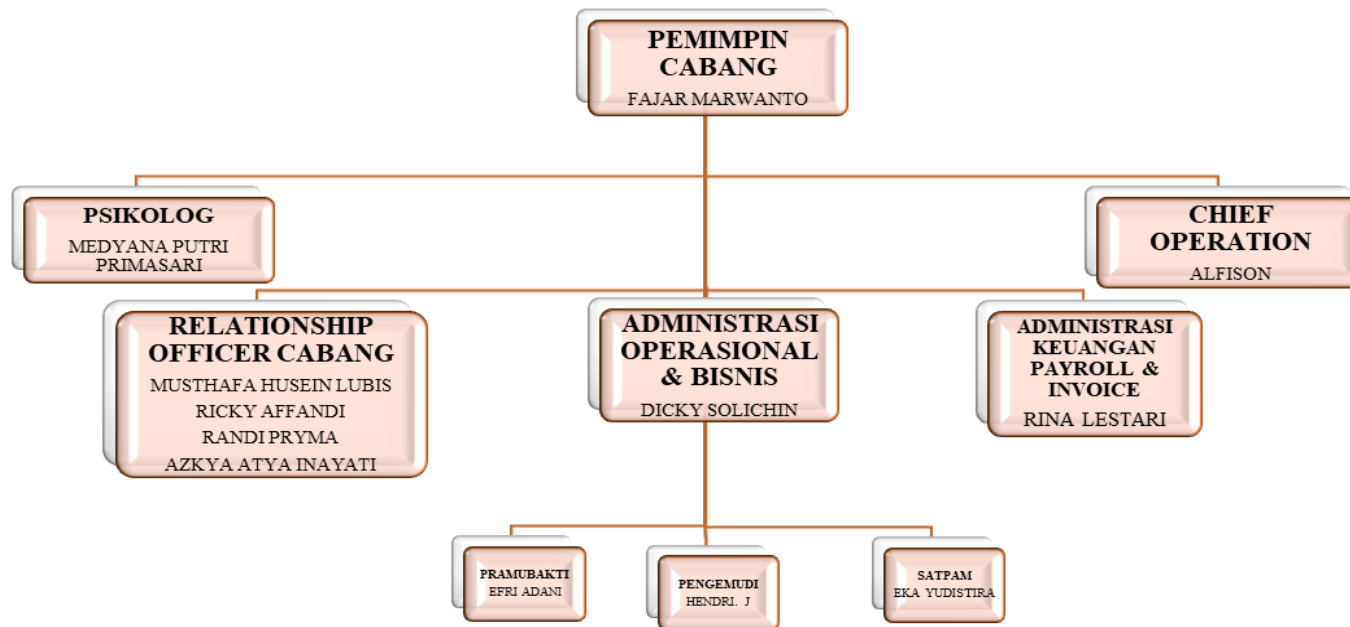 PEMIMPIN
CABANG
FAJAR MARWANTO
PSIKOLOG
MEDYANA PUTRI
PRIMASARI
CHIEF
OPERATION
ALFISON
RELATIONSHIP
OFFICER CABANG
MUSTHAFA HUSEIN LUBIS
RICKY AFFANDI
RANDI PRYMA
AZKYA ATYA INAYATI
ADMINISTRASI
OPERASIONAL
& BISNIS
DICKY SOLICHIN
ADMINISTRASI
KEUANGAN
PAYROLL &
INVOICE
RINA LESTARI
PRAMUBAKTI
EFRI ADANI
PENGEMUDI
HENDRI. J
SATPAM
EKA YUDISTIRA